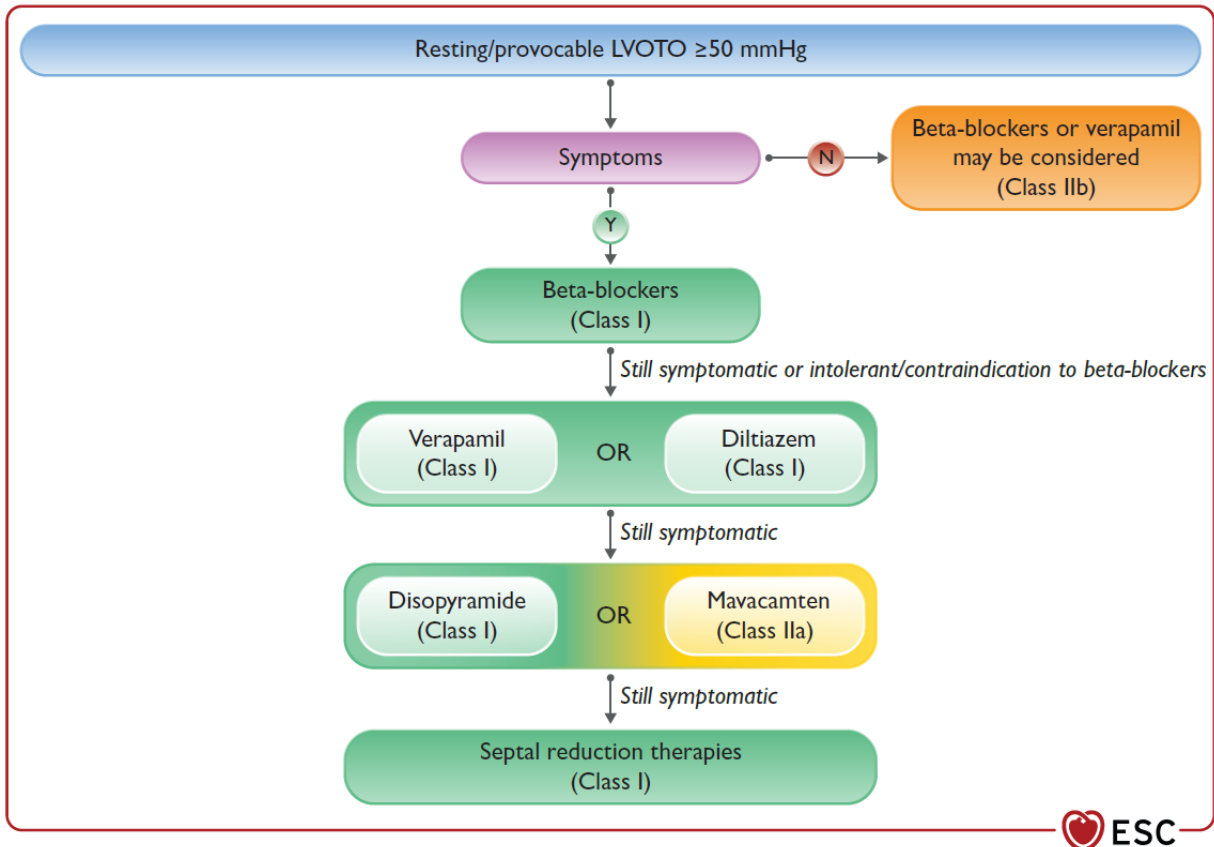 Resting/provocable LVOTO ≥50 mmHg
Symptoms
N
Beta-blockers or verapamil
may be considered
(Class IIb)
Y
Beta-blockers
(Class I)
Still symptomatic or intolerant/contraindication to beta-blockers
Verapamil
(Class I)
OR
Diltiazem
(Class I)
Still symptomatic
Disopyramide
(Class I)
OR
Mavacamten
(Class IIa)
Still symptomatic
Septal reduction therapies
(Class I)
ESC